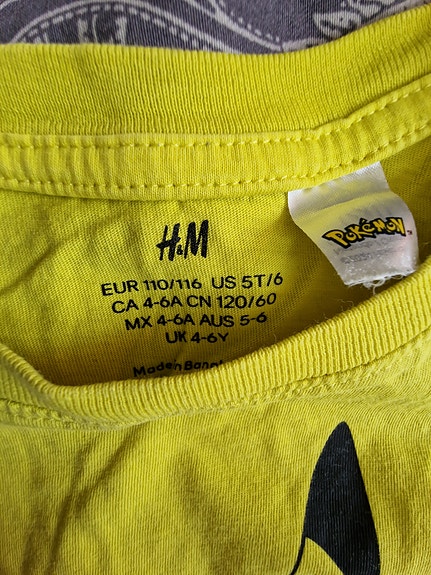 H&M
POKéMON
EUR 110/116 US 5T/6
CA 4-6A CN 120/60
MX 4-6A AUS 5-6
UK 4-6Y
Made